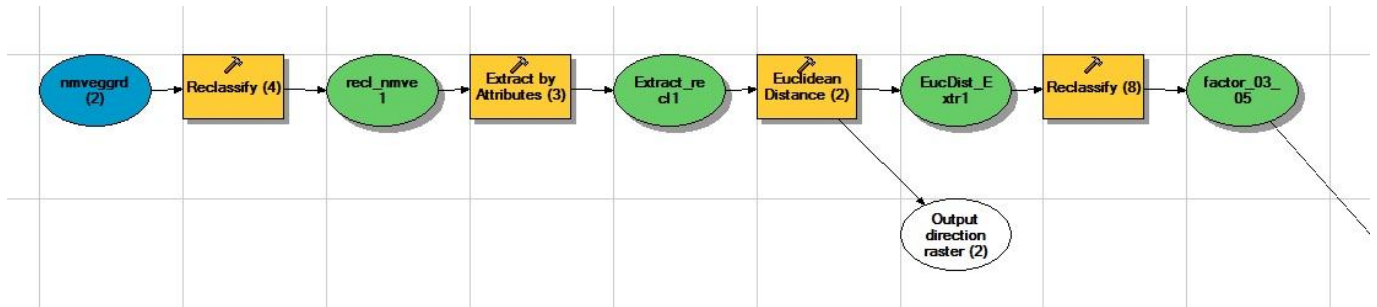 nmveggrd
(2)
Reclassify (4)
recl_nmve
1
Extract by
Attributes (3)
Extract_re
cl1
Euclidean
Distance (2)
EucDist_E
xtr1
Reclassify (8)
factor_03_
05
Output
direction
raster (2)